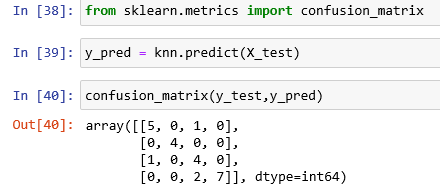 In [38]: from sklearn.metrics import confusion_matrix
In [39]: y_pred = knn.predict(X_test)
In [40]: confusion_matrix(y_test,y_pred)
Out[40]: array([[5, 0, 1, 0],
[0, 4, 0, 0],
[1, 0, 4, 0],
[0, 0, 2, 7]], dtype=int64)